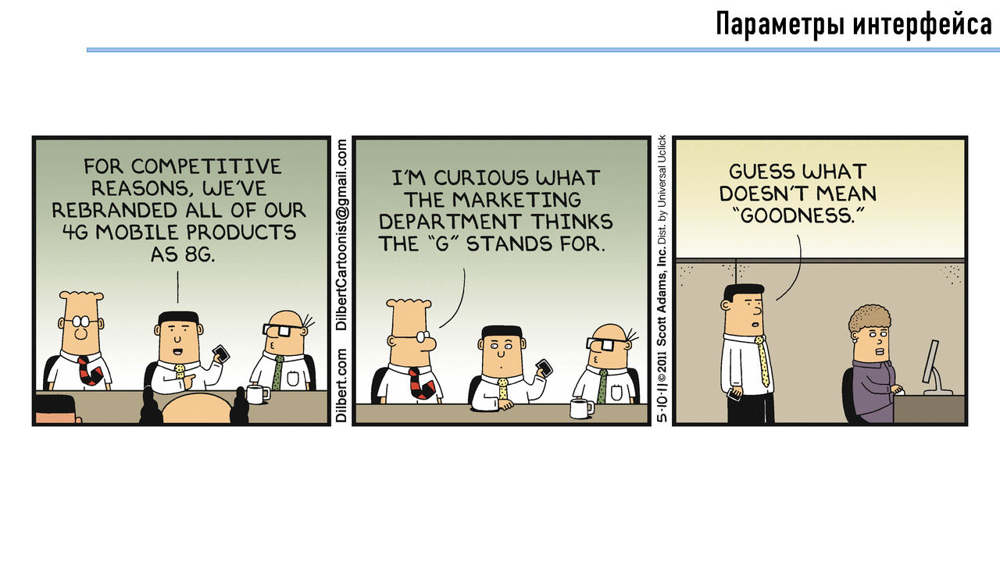 Параметры интерфейса
FOR COMPETITIVE
REASONS, WE'VE
REBRANDED ALL OF OUR
4G MOBILE PRODUCTS
AS 8G.
Dilbert.com DilbertCartoonist@gmail.com
I'M CURIOUS WHAT
THE MARKETING
DEPARTMENT THINKS
THE "G" STANDS FOR.
5-10-11 ©2011 Scott Adams, Inc. Dist. by Universal Uclick
GUESS WHAT
DOESN'T MEAN
"GOODNESS."